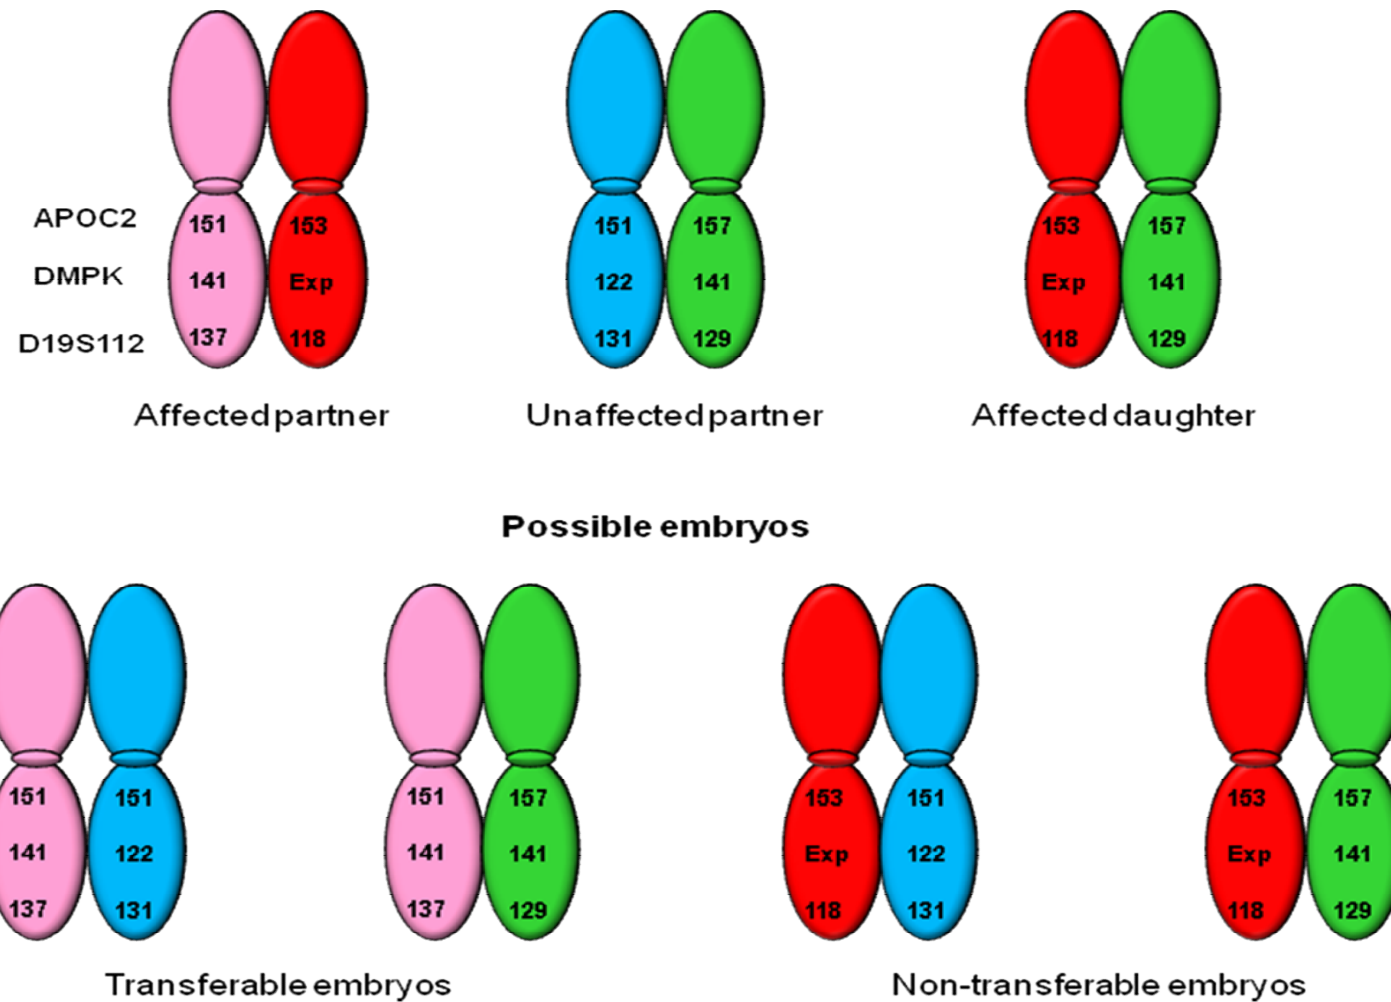 APOC2 151 153 151 157 153 157
DMPK 141 Exp 122 141 Exp 141
D19S112 137 118 131 129 118 129
Affected partner Unaffected partner Affected daughter
Possible embryos
151 151 151 157 153 151 153 157
141 122 141 141 Exp 122 Exp 141
137 131 137 129 118 131 118 129
Transferable embryos Non-transferable embryos